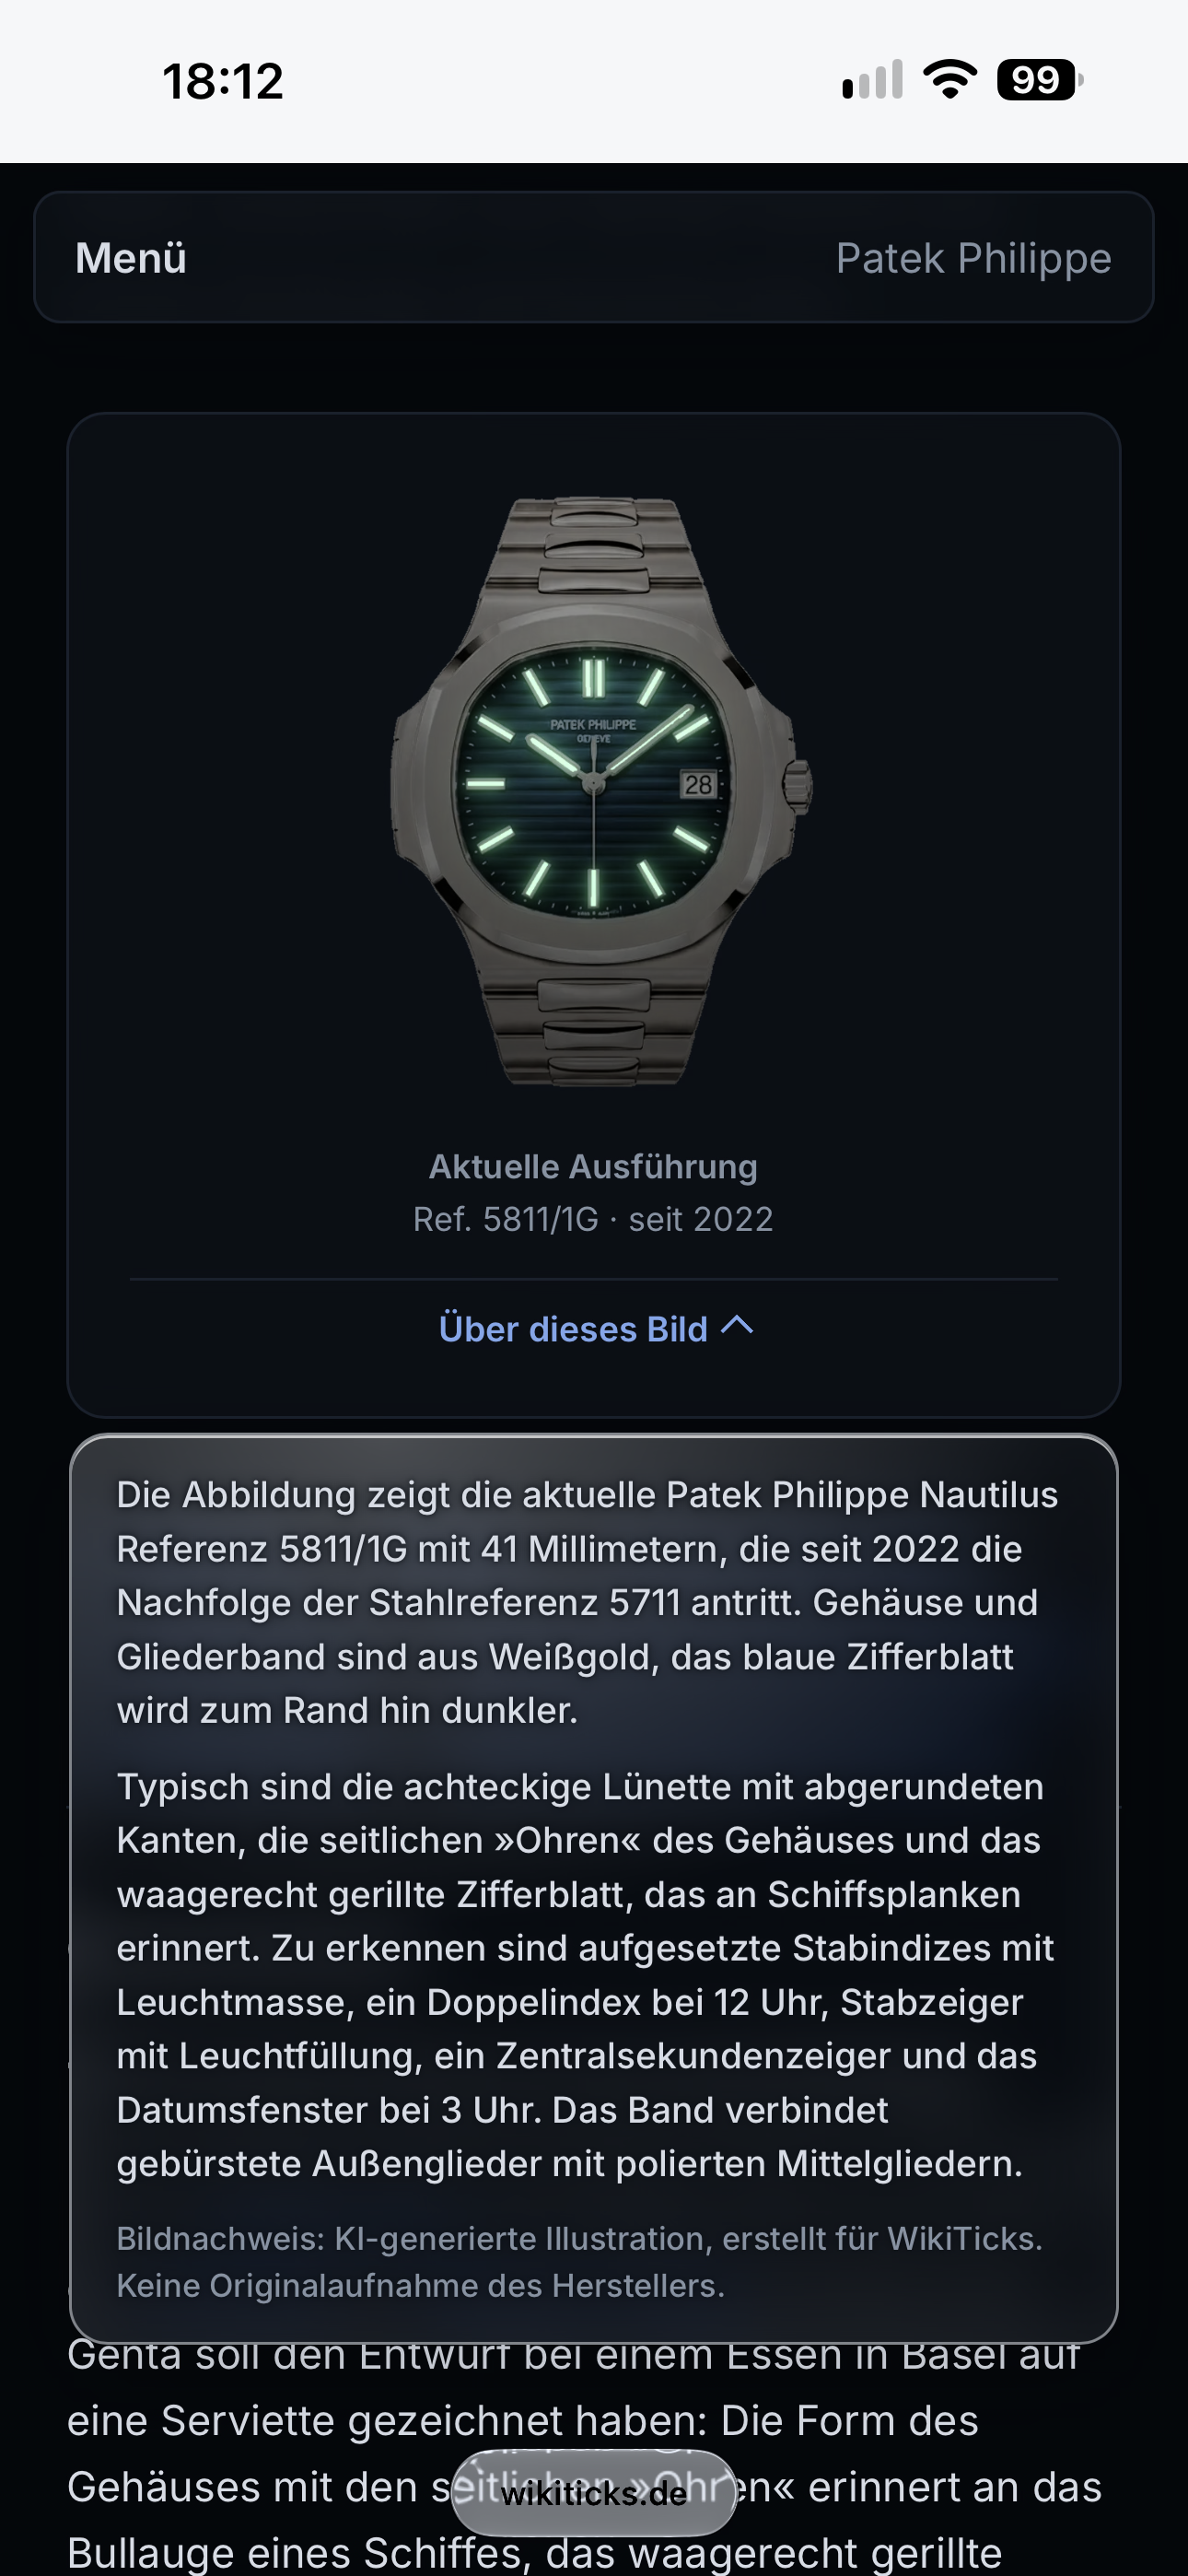 18:12
99
Menü
Patek Philippe
PATEK PHILIPPE
GENEVE
28
Aktuelle Ausführung
Ref. 5811/1G · seit 2022
Über dieses Bild
Die Abbildung zeigt die aktuelle Patek Philippe Nautilus
Referenz 5811/1G mit 41 Millimetern, die seit 2022 die
Nachfolge der Stahlreferenz 5711 antritt. Gehäuse und
Gliederband sind aus Weißgold, das blaue Zifferblatt
wird zum Rand hin dunkler.
Typisch sind die achteckige Lünette mit abgerundeten
Kanten, die seitlichen »Ohren« des Gehäuses und das
waagerecht gerillte Zifferblatt, das an Schiffsplanken
erinnert. Zu erkennen sind aufgesetzte Stabindizes mit
Leuchtmasse, ein Doppelindex bei 12 Uhr, Stabzeiger
mit Leuchtfüllung, ein Zentralsekundenzeiger und das
Datumsfenster bei 3 Uhr. Das Band verbindet
gebürstete Außenglieder mit polierten Mittelgliedern.
Bildnachweis: KI-generierte Illustration, erstellt für WikiTicks.
Keine Originalaufnahme des Herstellers.
Genta soll den Entwurf bei einem Essen in Basel auf
eine Serviette gezeichnet haben: Die Form des
Gehäuses mit den seitlichen »Ohren« erinnert an das
wikiticks.de
Bullauge eines Schiffes, das waagerecht gerillte